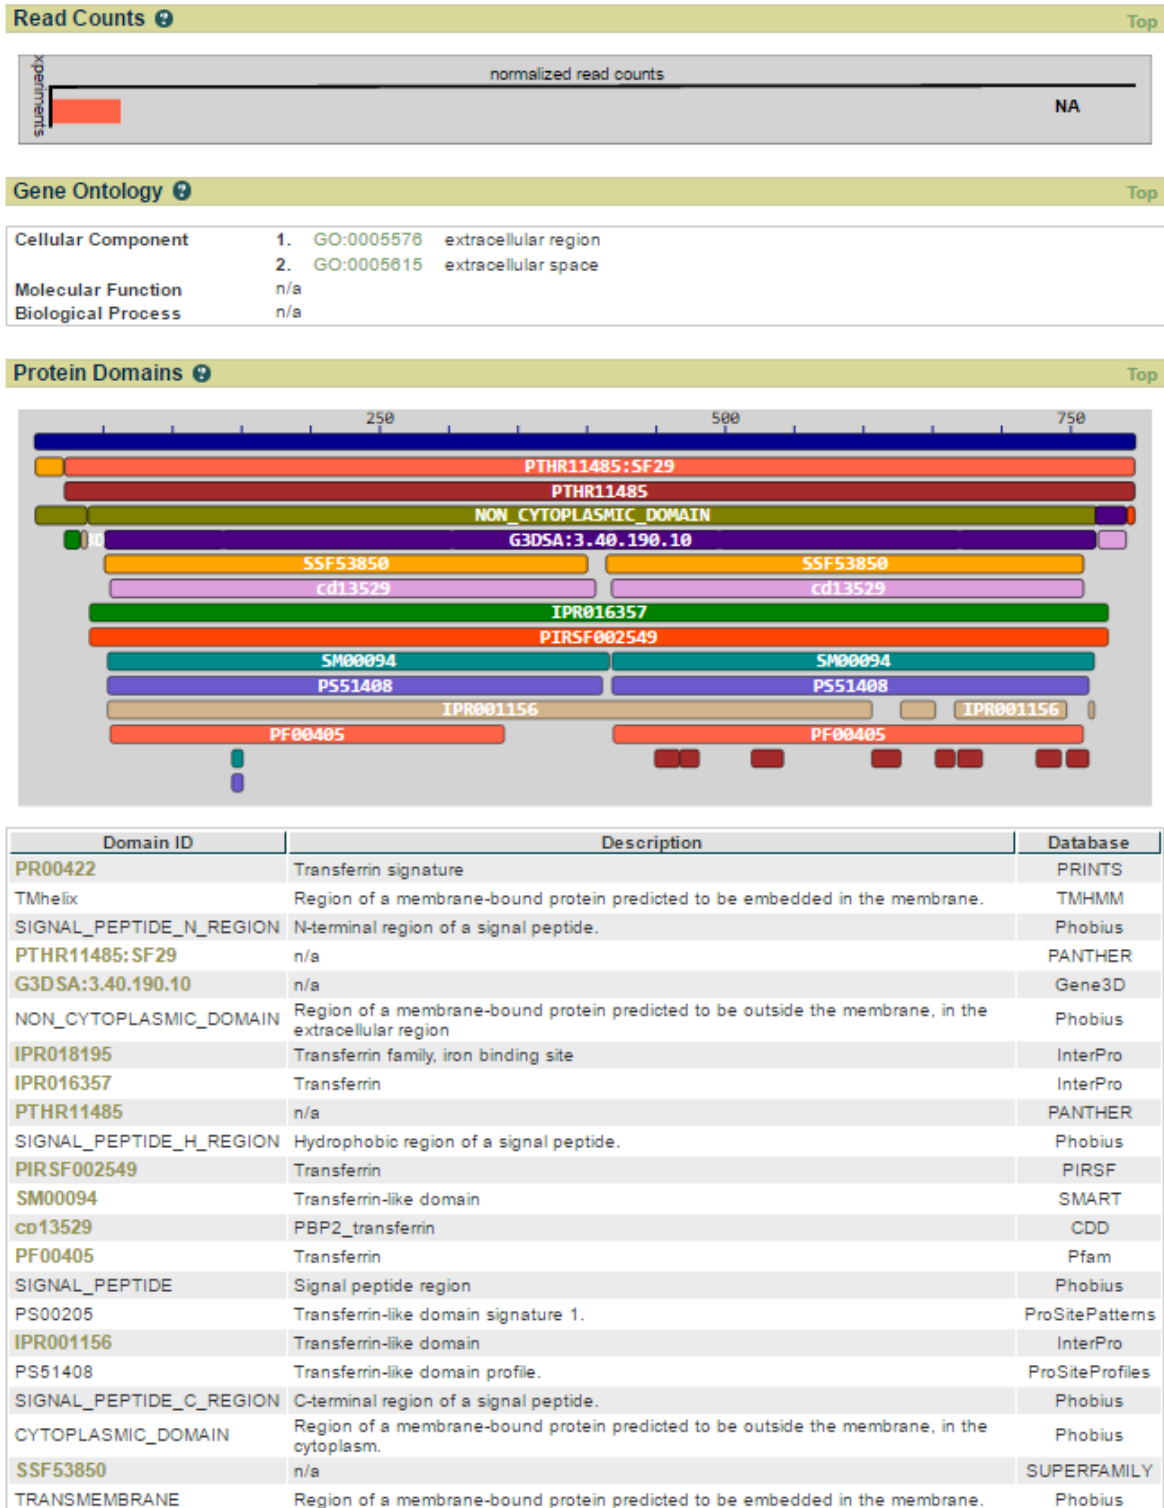 Read Counts ?
Top
xperiments
normalized read counts
NA
Gene Ontology ?
Top
Cellular Component 1. GO:0005576 extracellular region
2. GO:0005615 extracellular space
Molecular Function n/a
Biological Process n/a
Protein Domains ?
Top
250 500 750
PTHR11485:SF29
PTHR11485
NON_CYTOPLASMIC_DOMAIN
G3DSA:3.40.190.10
SSF53850 SSF53850
cd13529 cd13529
IPR016357
PIRSF002549
SM00094 SM00094
PS51408 PS51408
IPR001156 IPR001156
PF00405 PF00405
Domain ID Description Database
PR00422 Transferrin signature PRINTS
TMhelix Region of a membrane-bound protein predicted to be embedded in the membrane. TMHMM
SIGNAL_PEPTIDE_N_REGION N-terminal region of a signal peptide. Phobius
PTHR11485:SF29 n/a PANTHER
G3DSA:3.40.190.10 n/a Gene3D
NON_CYTOPLASMIC_DOMAIN Region of a membrane-bound protein predicted to be outside the membrane, in the
extracellular region Phobius
IPR018195 Transferrin family, iron binding site InterPro
IPR016357 Transferrin InterPro
PTHR11485 n/a PANTHER
SIGNAL_PEPTIDE_H_REGION Hydrophobic region of a signal peptide. Phobius
PIRSF002549 Transferrin PIRSF
SM00094 Transferrin-like domain SMART
cd13529 PBP2_transferrin CDD
PF00405 Transferrin Pfam
SIGNAL_PEPTIDE Signal peptide region Phobius
PS00205 Transferrin-like domain signature 1. ProSitePatterns
IPR001156 Transferrin-like domain InterPro
PS51408 Transferrin-like domain profile. ProSiteProfiles
SIGNAL_PEPTIDE_C_REGION C-terminal region of a signal peptide. Phobius
CYTOPLASMIC_DOMAIN Region of a membrane-bound protein predicted to be outside the membrane, in the
cytoplasm. Phobius
SSF53850 n/a SUPERFAMILY
TRANSMEMBRANE Region of a membrane-bound protein predicted to be embedded in the membrane. Phobius